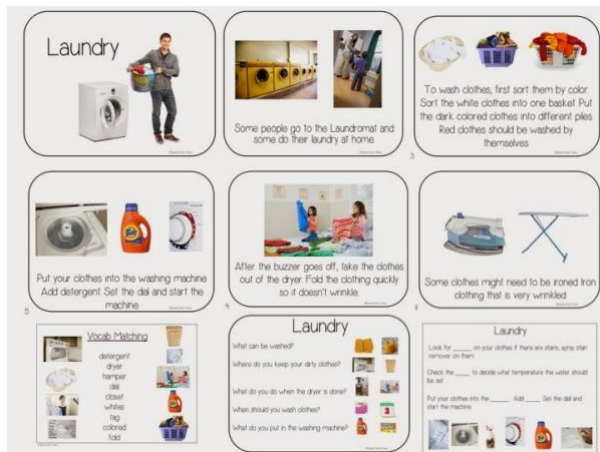 Laundry
Some people go to the Laundromat and
some do their laundry at home.
3
To wash clothes, first sort them by color.
Sort the white clothes into one basket Put
the dark colored clothes into different piles
Red clothes should be washed by
themselves
Put your clothes into the washing machine
Add detergent Set the dial and start the
machine
5
After the buzzer goes off, take the clothes
out of the dryer. Fold the clothing quickly
so it doesn't wrinkle.
Some clothes might need to be ironed Iron
clothing that is very wrinkled
Vocab Matching
detergent
dryer
hamper
dial
closet
whites
tag
colored
fold
Laundry
What can be washed?
Where do you keep your dirty clothes?
What do you do when the dryer is done?
When should you wash clothes?
What do you put in the washing machine?
Laundry
Look for _____ on your clothes If there are stains, spray stain
remover on them
Check the ____ to decide what temperature the water should
be set
Put your clothes into the _____ Add ____ Set the dial and
start the machine
Tide